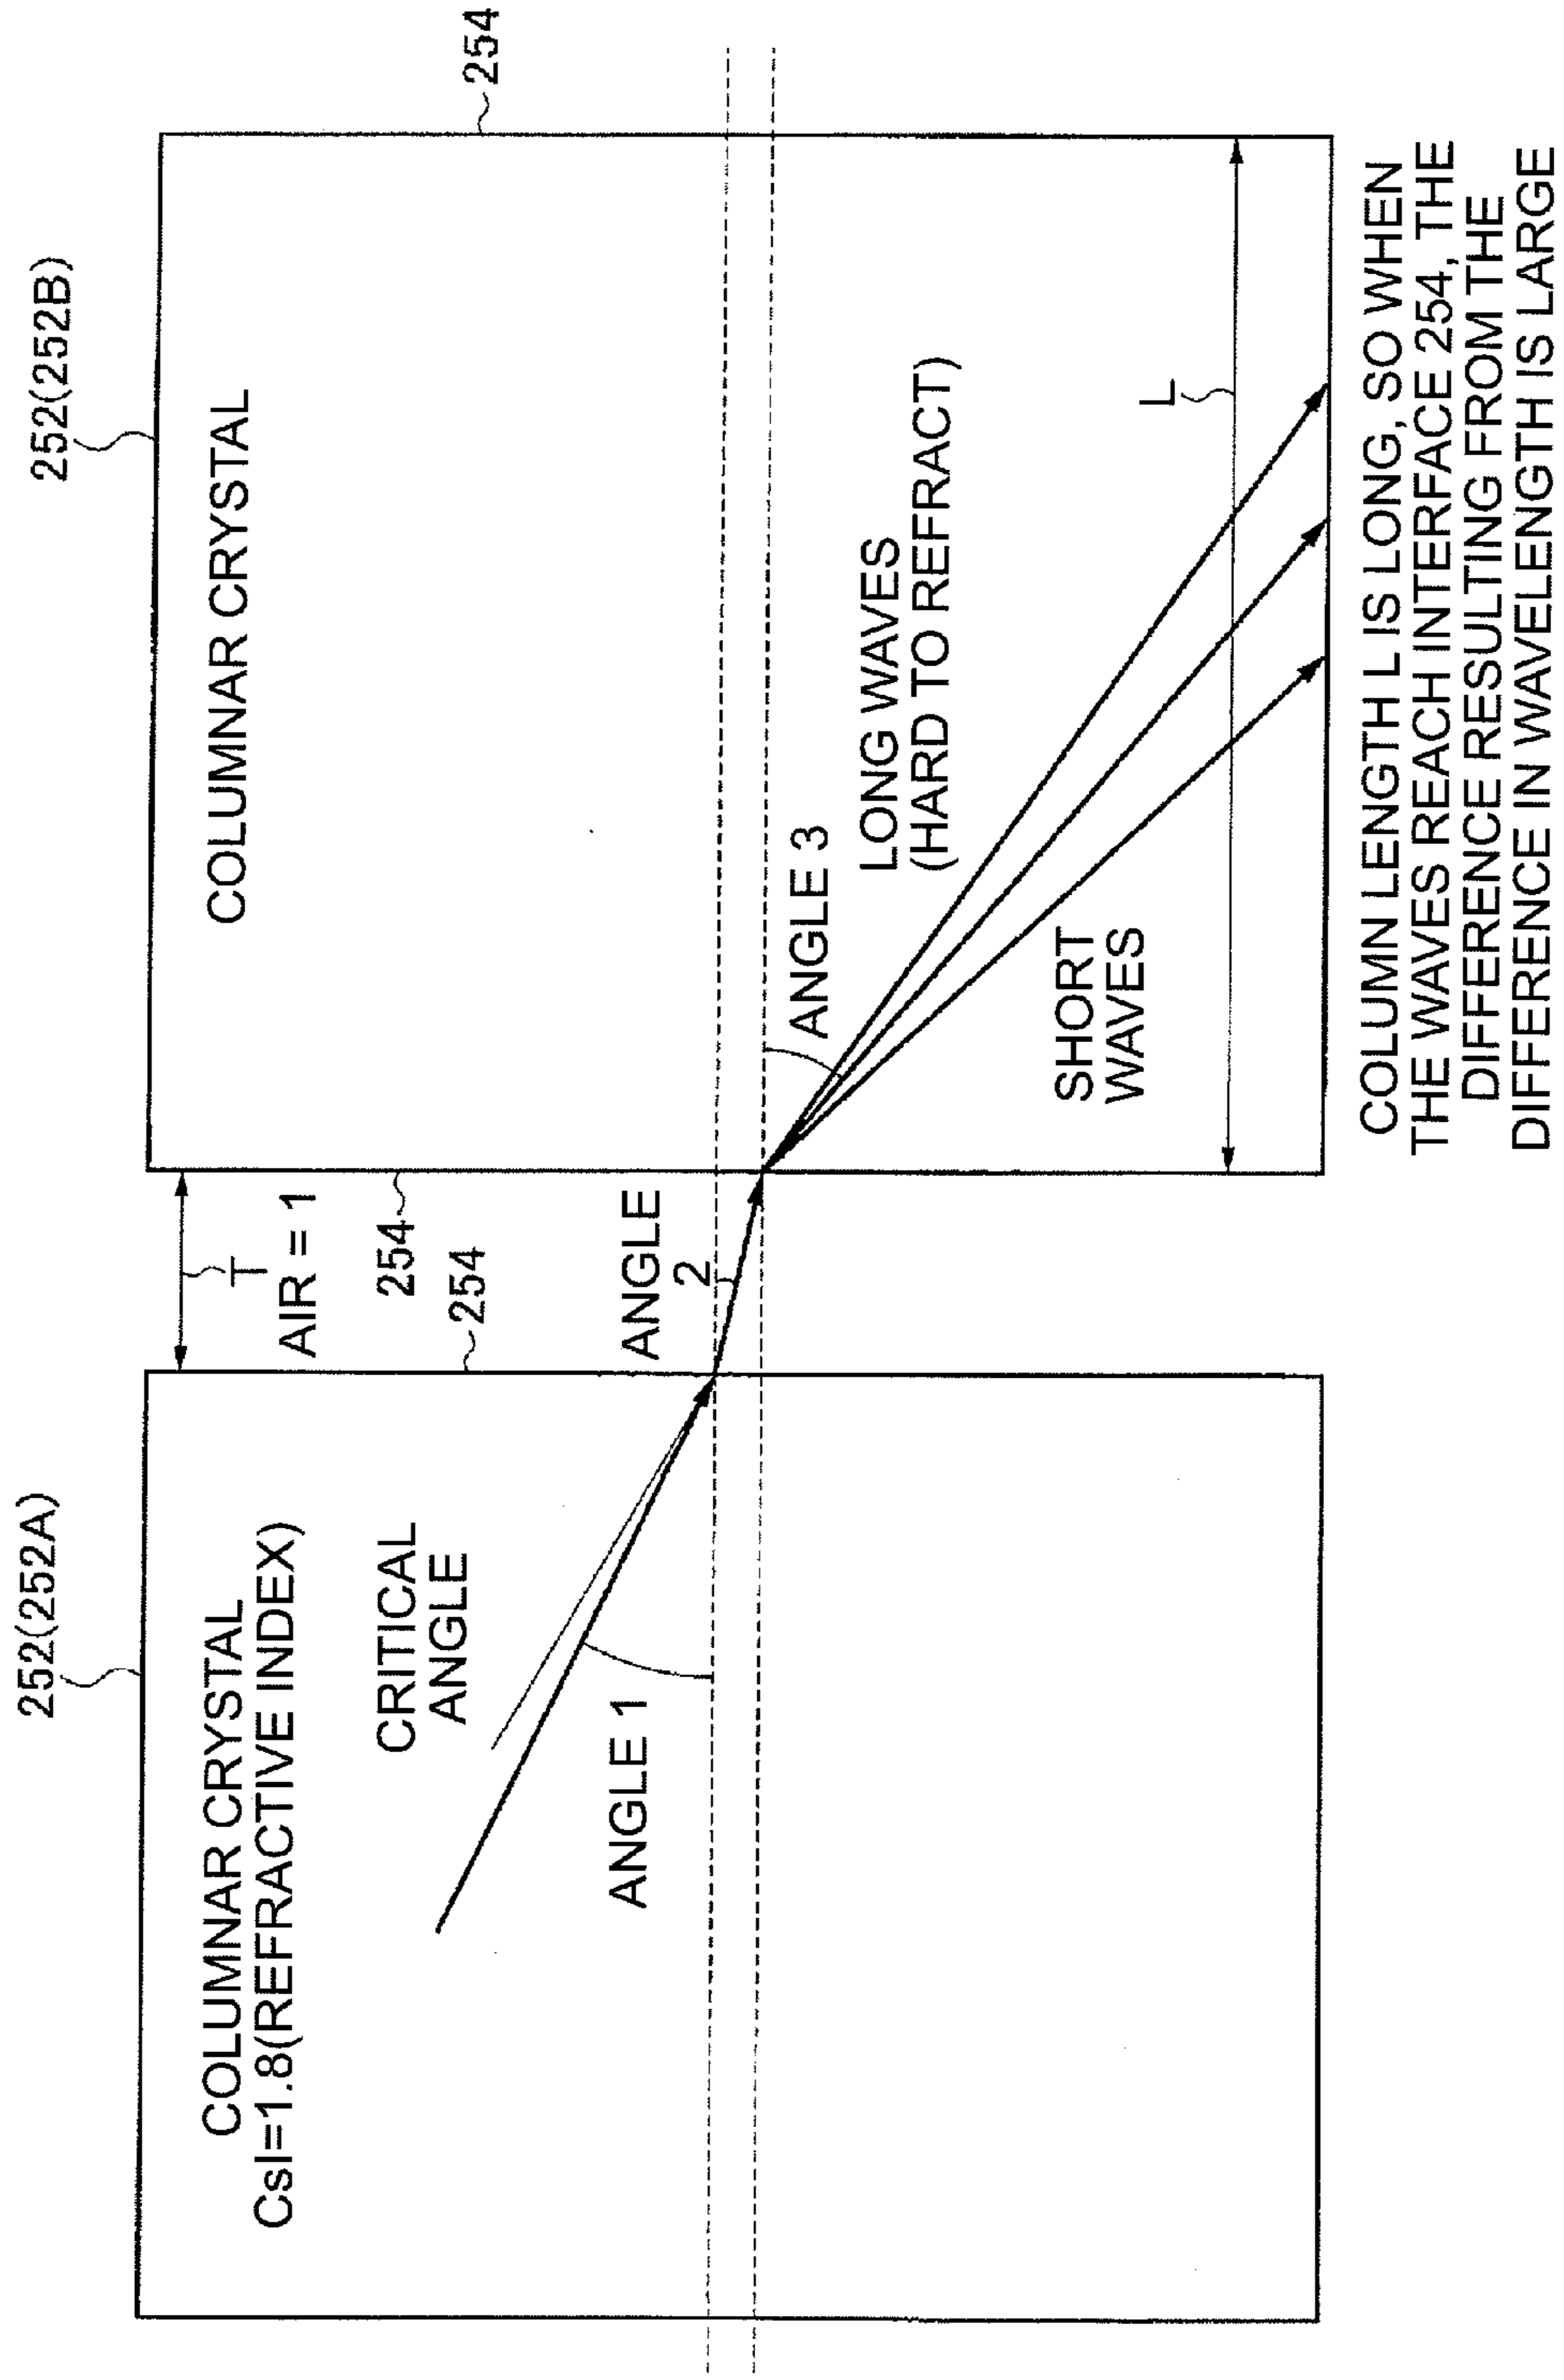 252(252A)
COLUMNAR CRYSTAL
CsI=1.8(REFRACTIVE INDEX)
CRITICAL
ANGLE
ANGLE 1
T
AIR = 1
254
254
ANGLE
2
252(252B)
COLUMNAR CRYSTAL
254
ANGLE 3
LONG WAVES
(HARD TO REFRACT)
SHORT
WAVES
L
COLUMN LENGTH L IS LONG, SO WHEN
THE WAVES REACH INTERFACE 254, THE
DIFFERENCE RESULTING FROM THE
DIFFERENCE IN WAVELENGTH IS LARGE